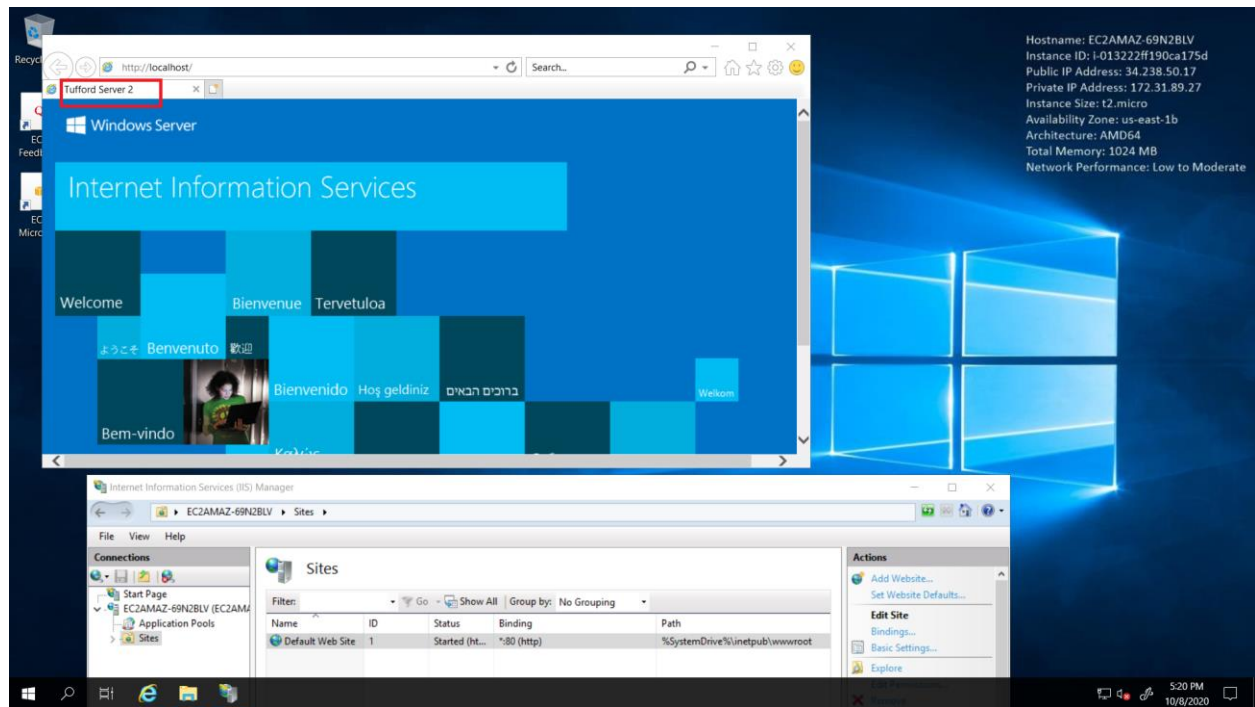 Recycl
EC
Feedb
EC
Micro
http://localhost/
Search...
Tufford Server 2
Windows Server
Internet Information Services
Welcome
Bienvenue
Tervetuloa
ようこそ
Benvenuto
歡迎
Bienvenido
Hoş geldiniz
ברוכים הבאים
Welkom
Bem-vindo
Hostname: EC2AMAZ-69N2BLV
Instance ID: i-013222ff190ca175d
Public IP Address: 34.238.50.17
Private IP Address: 172.31.89.27
Instance Size: t2.micro
Availability Zone: us-east-1b
Architecture: AMD64
Total Memory: 1024 MB
Network Performance: Low to Moderate
Internet Information Services (IIS) Manager
EC2AMAZ-69N2BLV Sites
File View Help
Connections
Start Page
EC2AMAZ-69N2BLV (EC2AMA
Application Pools
Sites
Sites
Filter: Go Show All Group by: No Grouping
Name ID Status Binding Path
Default Web Site 1 Started (ht... *:80 (http) %SystemDrive%\inetpub\wwwroot
Actions
Add Website...
Set Website Defaults...
Edit Site
Bindings...
Basic Settings...
Explore
5:20 PM
10/8/2020